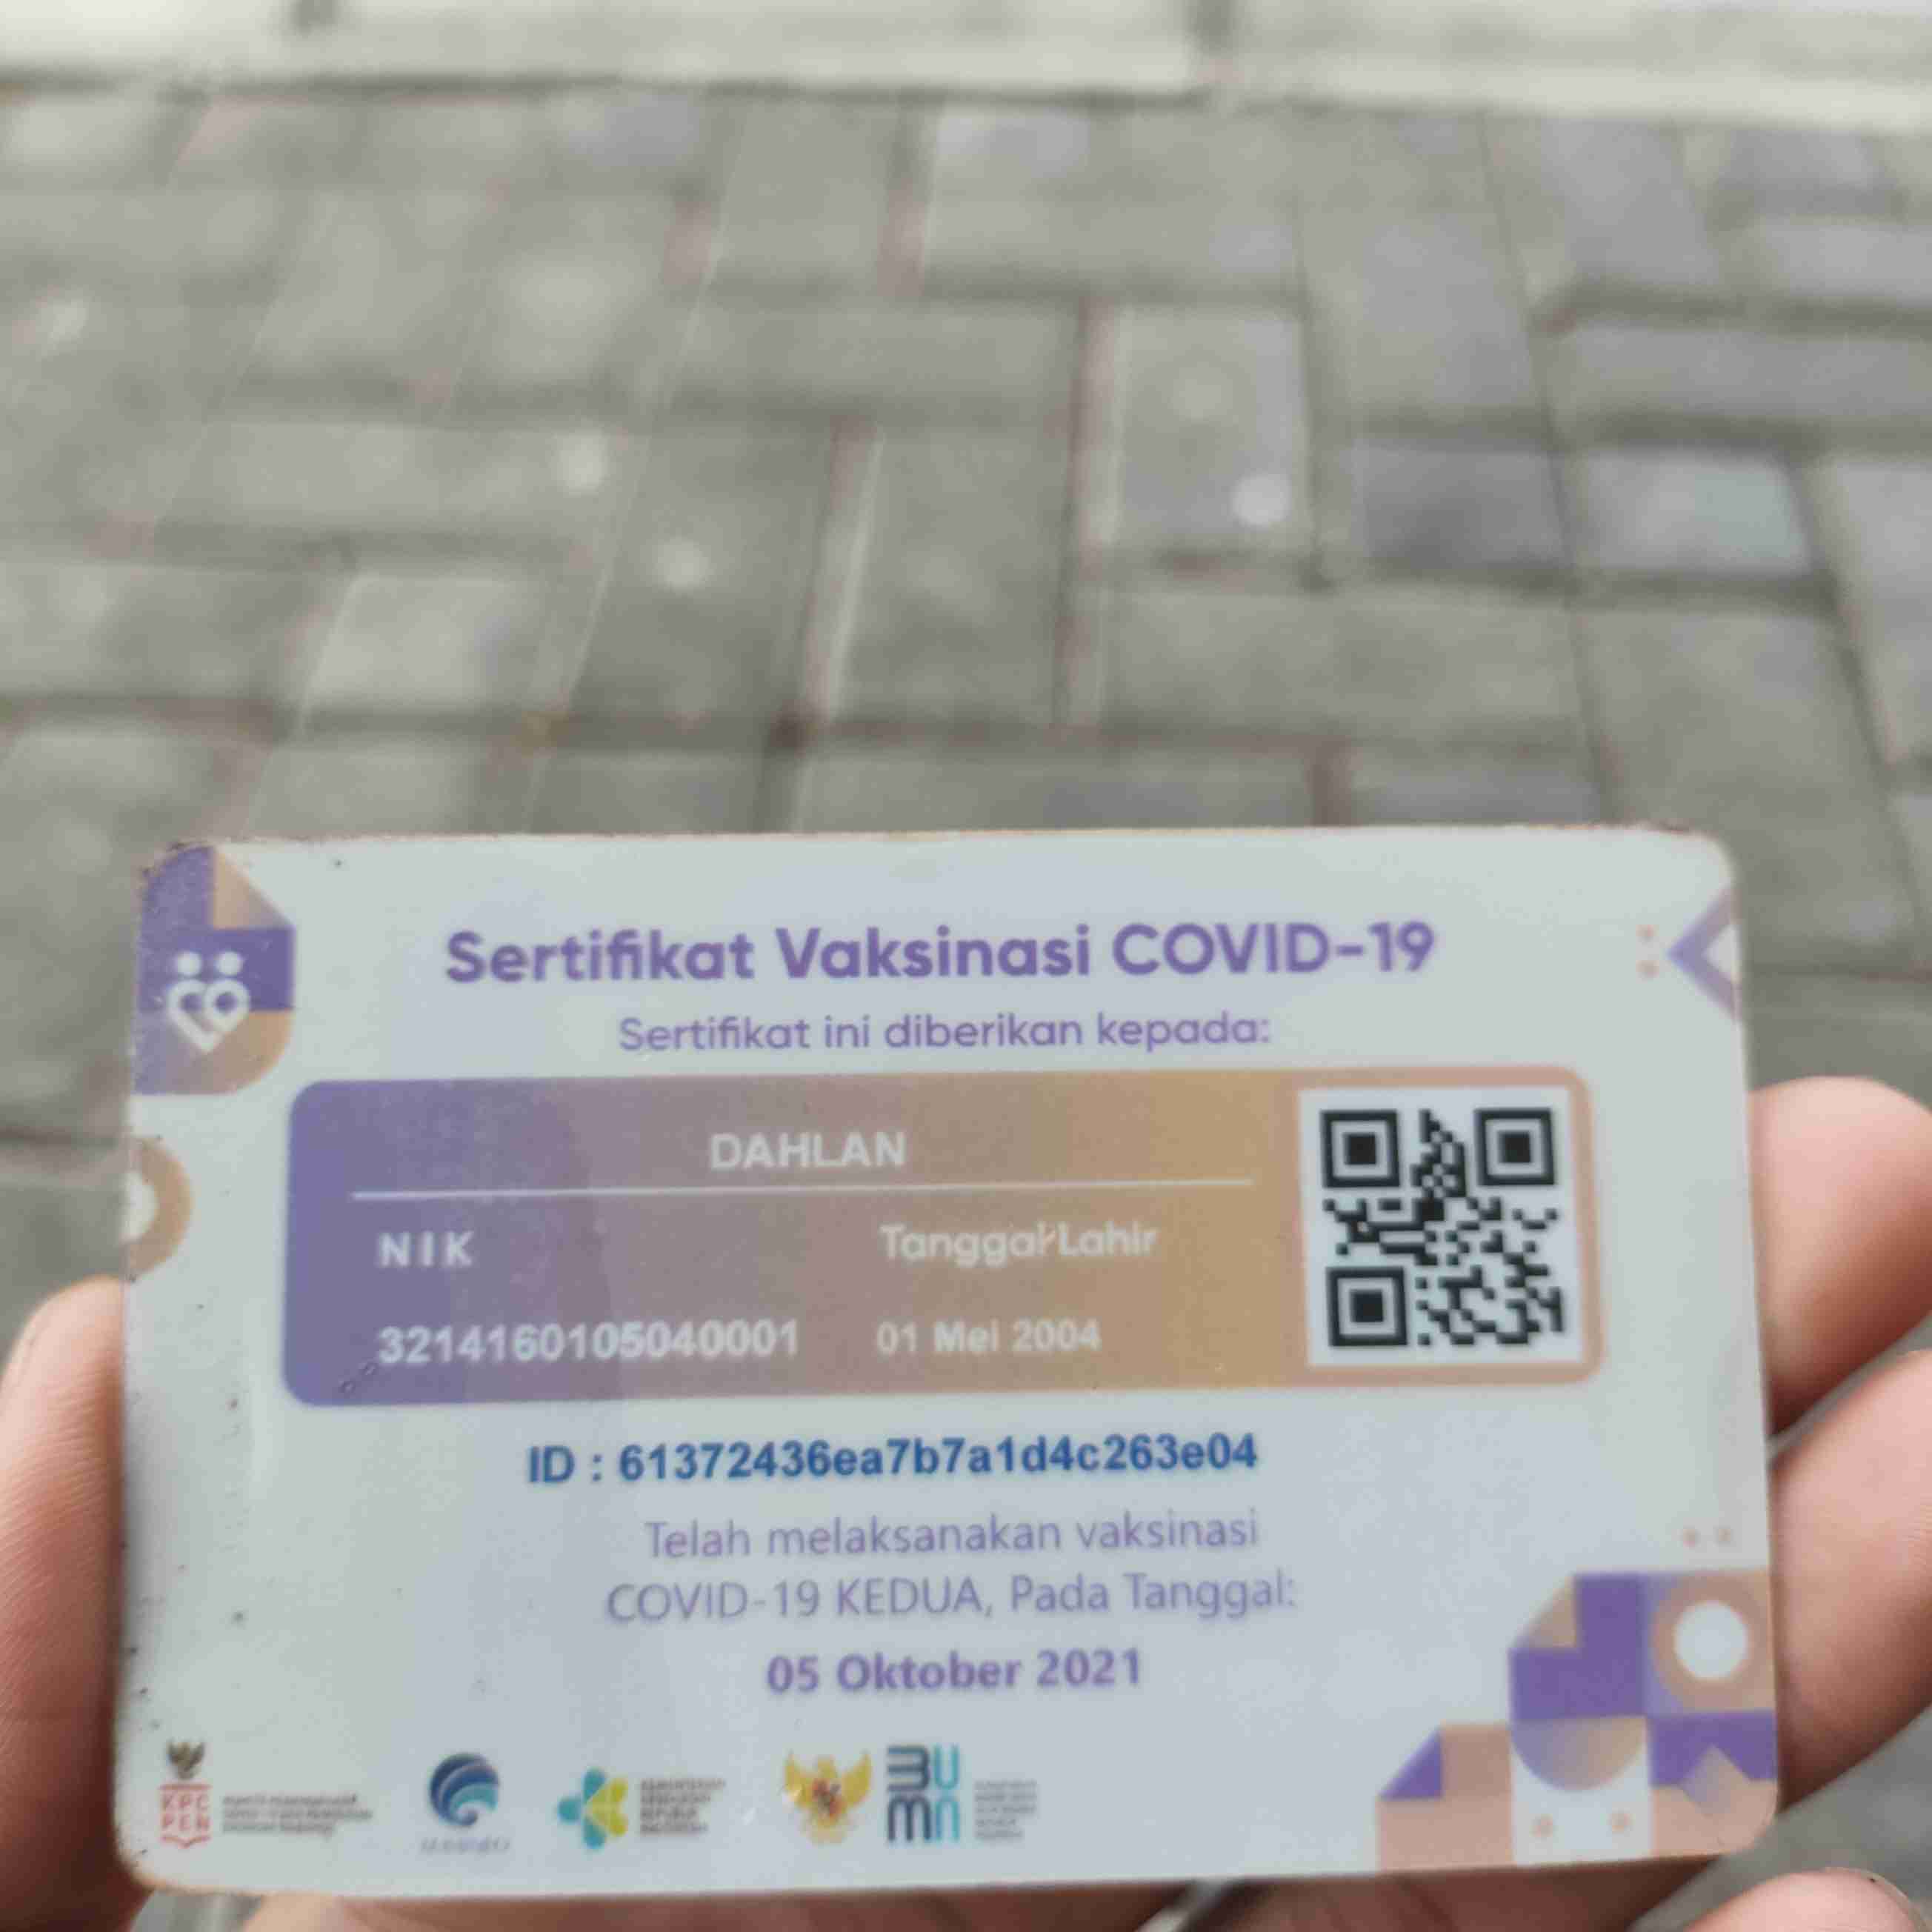 Sertifikat Vaksinasi COVID-19
Sertifikat ini diberikan kepada:
DAHLAN
NIK
Tanggal Lahir
3214160105040001
01 Mei 2004
ID : 61372436ea7b7a1d4c263e04
Telah melaksanakan vaksinasi
COVID-19 KEDUA, Pada Tanggal:
05 Oktober 2021
KPC
PEN
BUMN